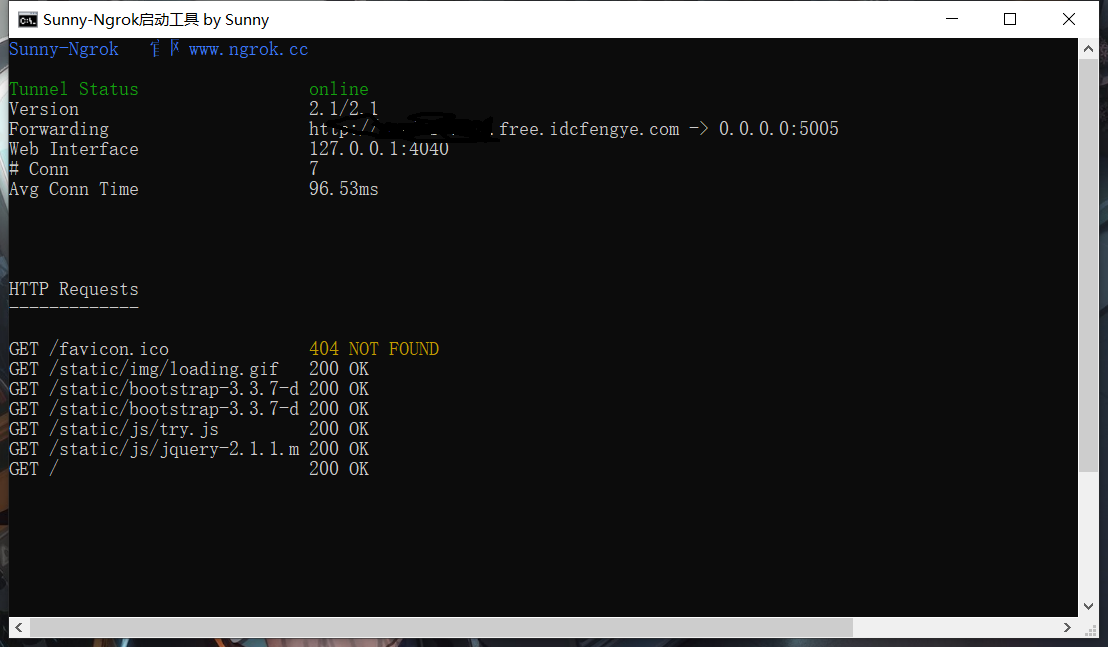 Sunny-Ngrok启动工具 by Sunny
Sunny-Ngrok www.ngrok.cc
Tunnel Status online
Version 2.1/2.1
Forwarding http:/ .free.idcfengye.com -> 0.0.0.0:5005
Web Interface 127.0.0.1:4040
# Conn 7
Avg Conn Time 96.53ms
HTTP Requests
-------------
GET /favicon.ico 404 NOT FOUND
GET /static/img/loading.gif 200 OK
GET /static/bootstrap-3.3.7-d 200 OK
GET /static/bootstrap-3.3.7-d 200 OK
GET /static/js/try.js 200 OK
GET /static/js/jquery-2.1.1.m 200 OK
GET / 200 OK